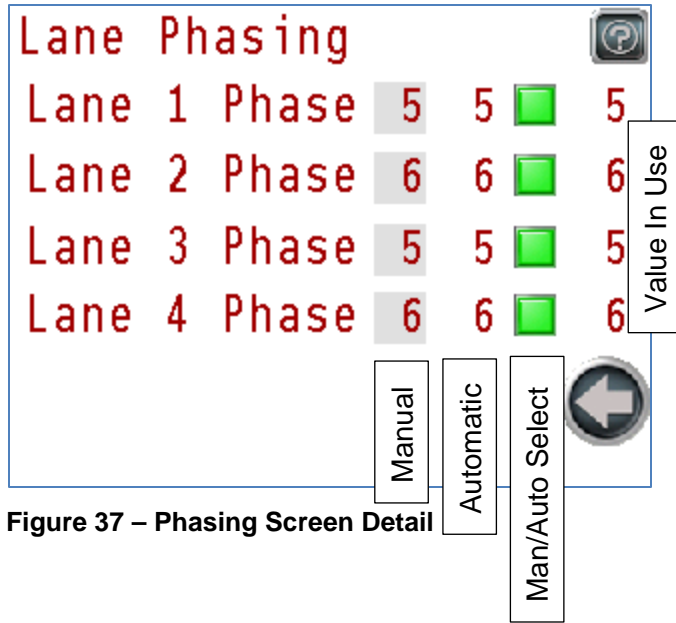 Lane Phasing
Lane 1 Phase 5 5 5
Lane 2 Phase 6 6 6
Lane 3 Phase 5 5 5
Lane 4 Phase 6 6 6
Manual
Automatic
Man/Auto Select
Value In Use
Figure 37 – Phasing Screen Detail